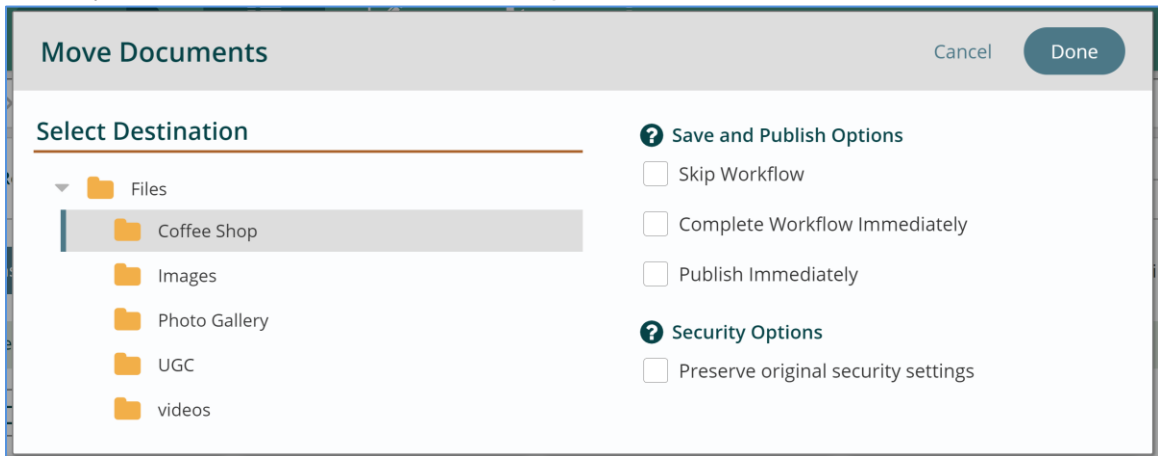 Move Documents
Cancel
Done
Select Destination
Files
Coffee Shop
Images
Photo Gallery
UGC
videos
Save and Publish Options
Skip Workflow
Complete Workflow Immediately
Publish Immediately
Security Options
Preserve original security settings